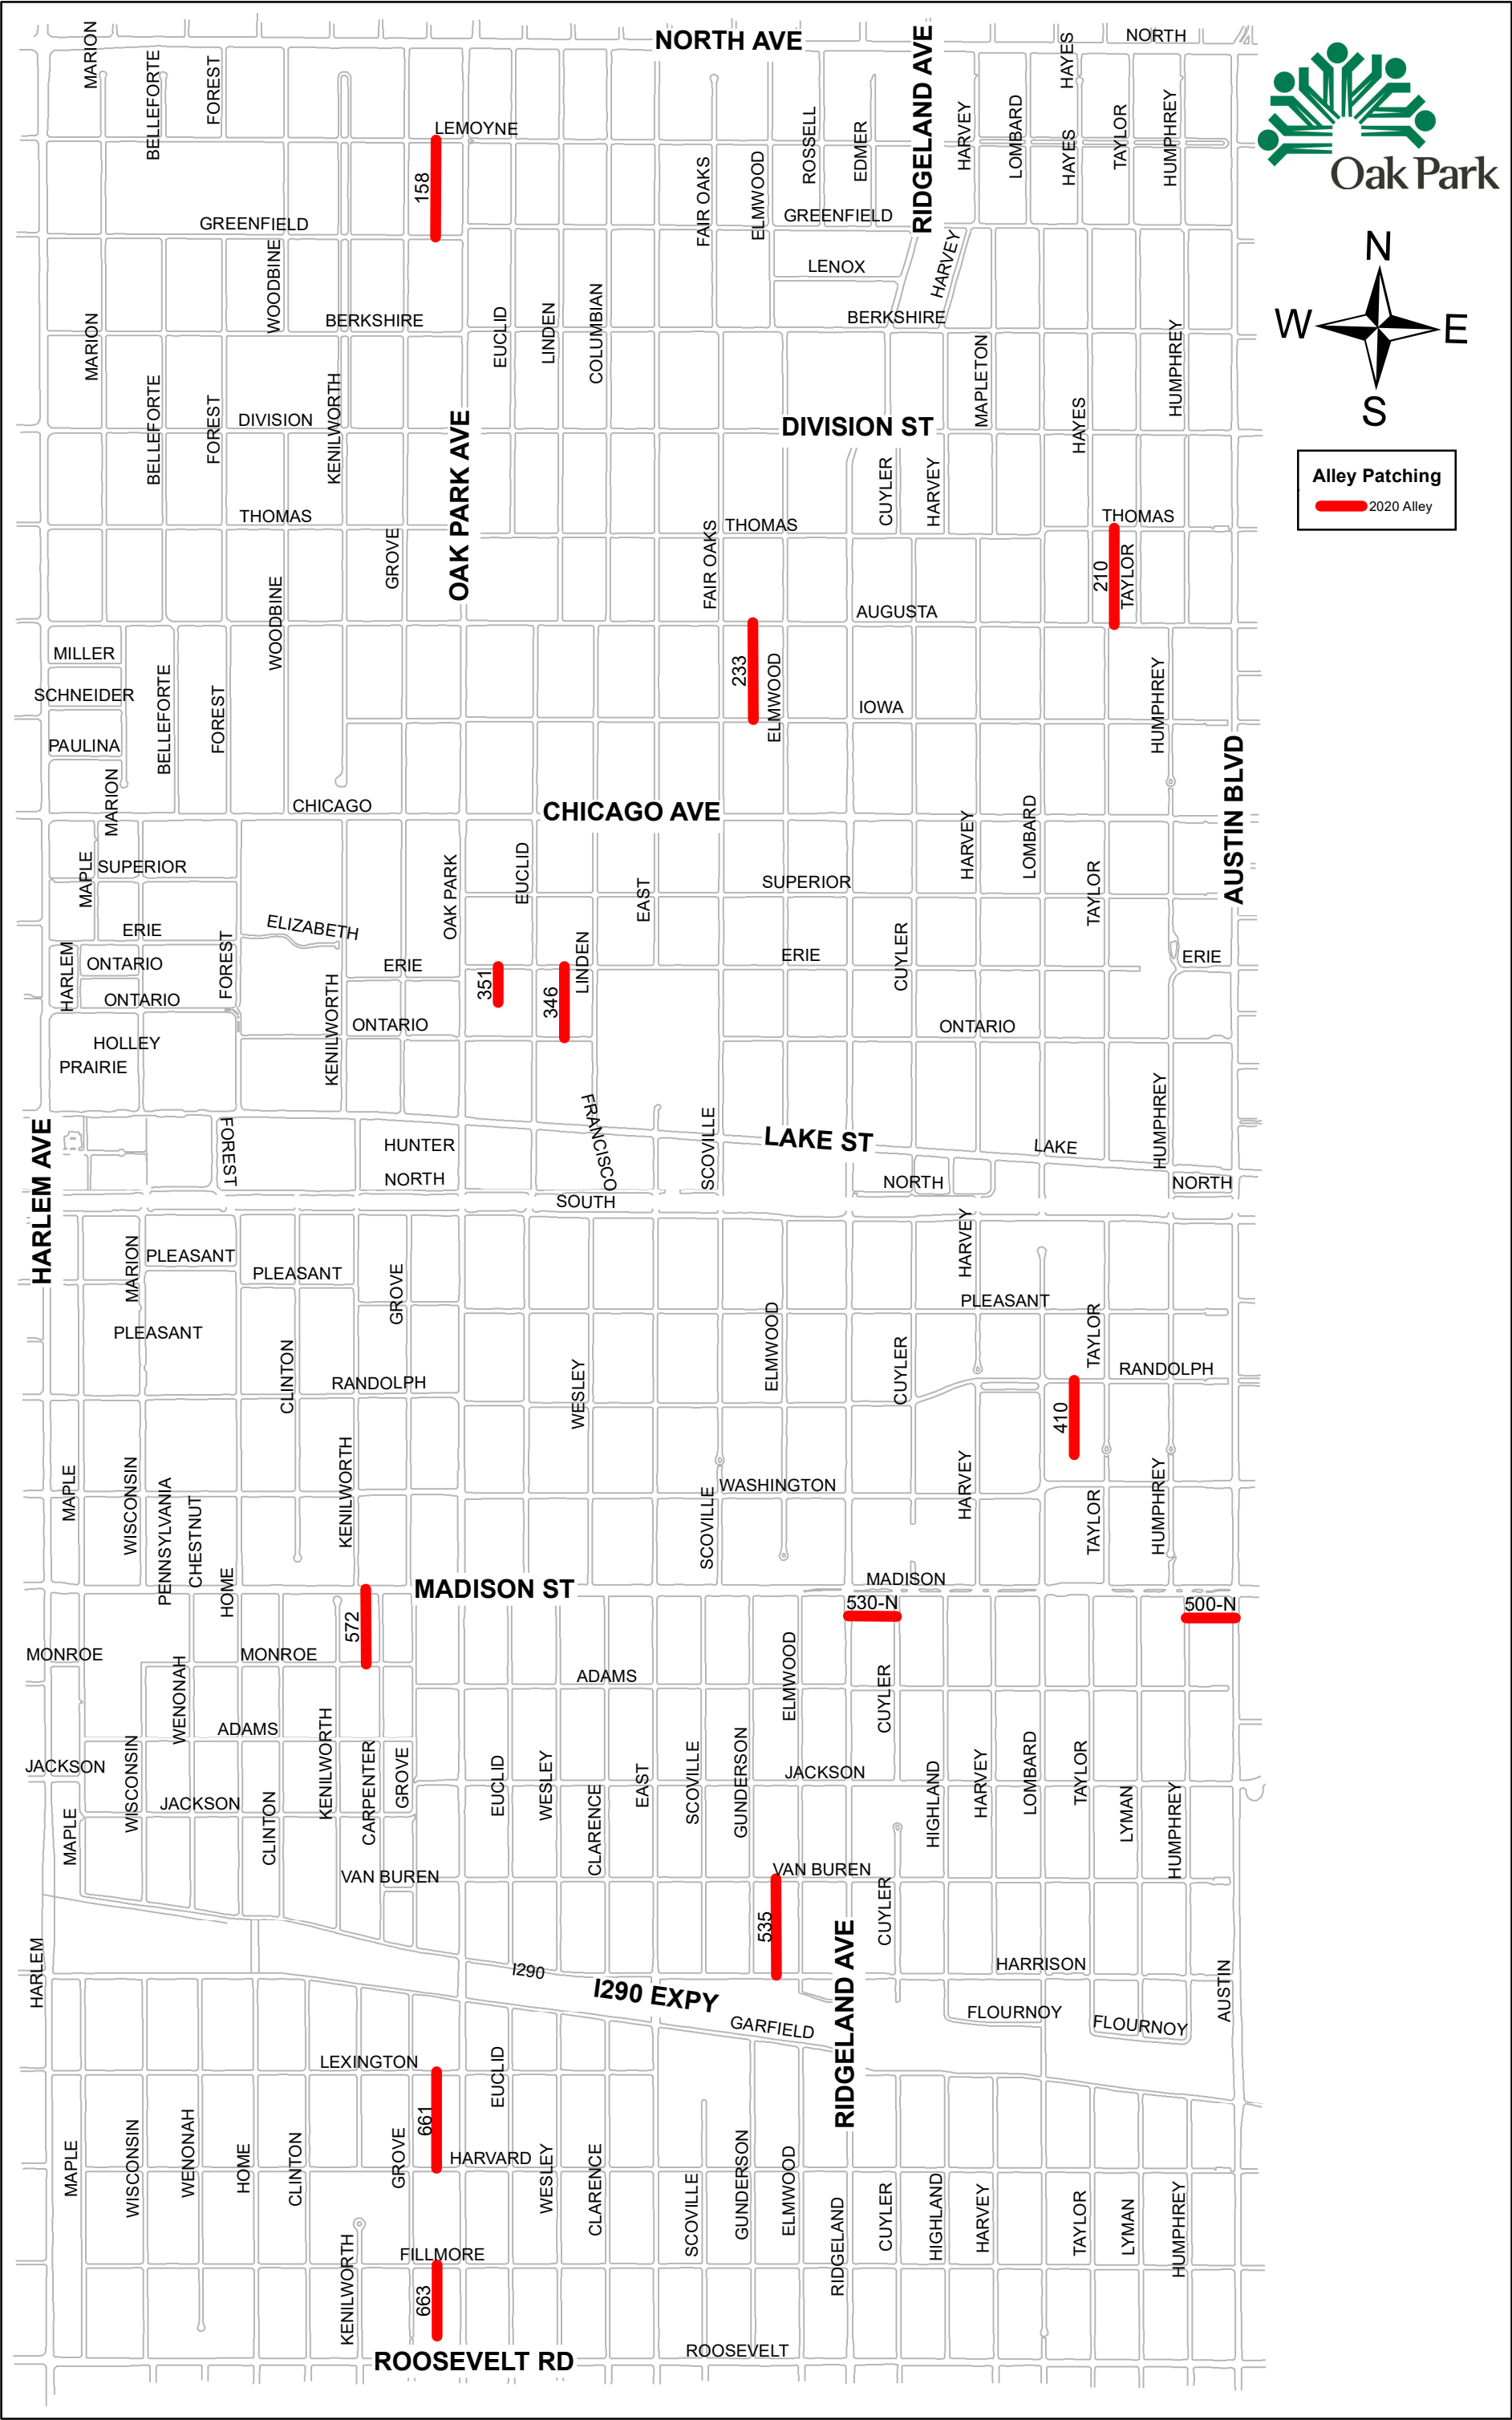 NORTH AVE
NORTH
MARION
BELLEFORTE
FOREST
RIDGELAND AVE
HAYES
Oak Park
LEMOYNE
158
FAIR OAKS
ELMWOOD
ROSSELL
EDMER
HARVEY
LOMBARD
HAYES
TAYLOR
HUMPHREY
GREENFIELD
GREENFIELD
WOODBINE
LENOX
HARVEY
N
W
E
S
MARION
BERKSHIRE
EUCLID
LINDEN
COLUMBIAN
BERKSHIRE
MAPLETON
HUMPHREY
BELLEFORTE
FOREST
DIVISION
KENILWORTH
OAK PARK AVE
DIVISION ST
HAYES
CUYLER
HARVEY
Alley Patching
2020 Alley
THOMAS
GROVE
FAIR OAKS
THOMAS
THOMAS
210
TAYLOR
WOODBINE
AUGUSTA
MILLER
SCHNEIDER
PAULINA
MARION
BELLEFORTE
FOREST
233
ELMWOOD
IOWA
HUMPHREY
AUSTIN BLVD
CHICAGO
CHICAGO AVE
HARVEY
LOMBARD
MAPLE
SUPERIOR
OAK PARK
EUCLID
EAST
SUPERIOR
TAYLOR
ERIE
ELIZABETH
HARLEM
ONTARIO
FOREST
ERIE
351
346
LINDEN
ERIE
CUYLER
ERIE
ONTARIO
KENILWORTH
ONTARIO
ONTARIO
HOLLEY
PRAIRIE
HARLEM AVE
FOREST
HUNTER
NORTH
FRANCISCO
SCOVILLE
LAKE ST
LAKE
HUMPHREY
NORTH
NORTH
SOUTH
MARION
PLEASANT
PLEASANT
GROVE
HARVEY
PLEASANT
PLEASANT
CLINTON
RANDOLPH
WESLEY
ELMWOOD
CUYLER
TAYLOR
RANDOLPH
410
MAPLE
WISCONSIN
PENNSYLVANIA
CHESTNUT
HOME
KENILWORTH
SCOVILLE
WASHINGTON
HARVEY
TAYLOR
HUMPHREY
MADISON ST
MADISON
530-N
500-N
572
MONROE
MONROE
WENONAH
ADAMS
ELMWOOD
CUYLER
ADAMS
JACKSON
WISCONSIN
JACKSON
MAPLE
CLINTON
KENILWORTH
CARPENTER
GROVE
EUCLID
WESLEY
CLARENCE
EAST
SCOVILLE
GUNDERSON
JACKSON
HIGHLAND
HARVEY
LOMBARD
TAYLOR
LYMAN
HUMPHREY
VAN BUREN
VAN BUREN
535
CUYLER
RIDGELAND AVE
HARLEM
I290
I290 EXPY
HARRISON
AUSTIN
GARFIELD
FLOURNOY
FLOURNOY
LEXINGTON
EUCLID
661
HARVARD
MAPLE
WISCONSIN
WENONAH
HOME
CLINTON
GROVE
WESLEY
CLARENCE
SCOVILLE
GUNDERSON
ELMWOOD
RIDGELAND
CUYLER
HIGHLAND
HARVEY
TAYLOR
LYMAN
HUMPHREY
KENILWORTH
FILLMORE
663
ROOSEVELT RD
ROOSEVELT